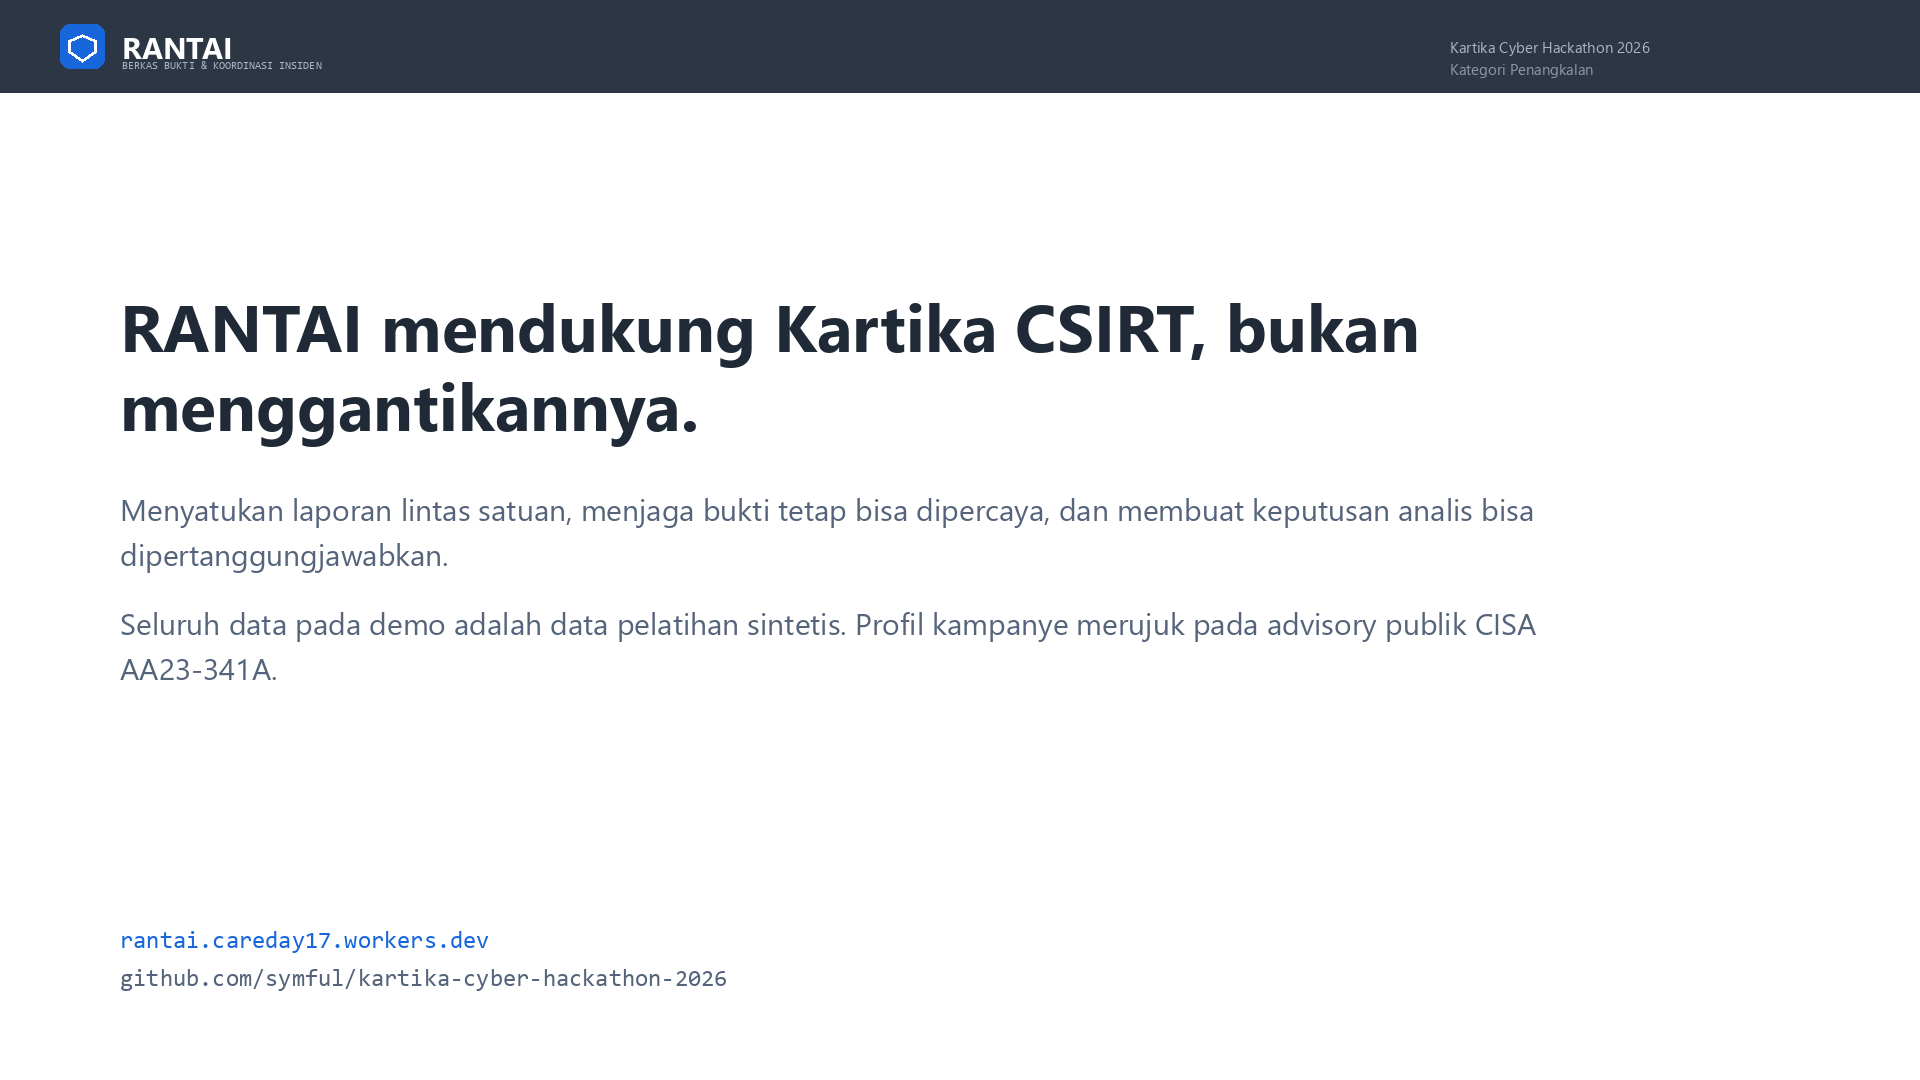 RANTAI
BERKAS BUKTI & KOORDINASI INSIDEN
Kartika Cyber Hackathon 2026
Kategori Penangkalan
RANTAI mendukung Kartika CSIRT, bukan
menggantikannya.
Menyatukan laporan lintas satuan, menjaga bukti tetap bisa dipercaya, dan membuat keputusan analis bisa
dipertanggungjawabkan.
Seluruh data pada demo adalah data pelatihan sintetis. Profil kampanye merujuk pada advisory publik CISA
AA23-341A.
rantai.careday17.workers.dev
github.com/symful/kartika-cyber-hackathon-2026